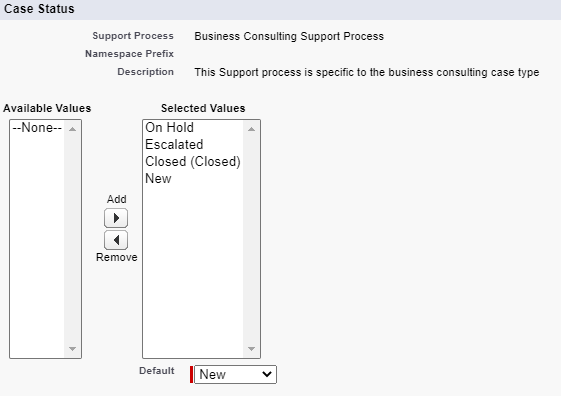 Case Status
Support Process Business Consulting Support Process
Namespace Prefix
Description This Support process is specific to the business consulting case type
Available Values Selected Values
--None--
On Hold
Escalated
Closed (Closed)
New
Add
Remove
Default New